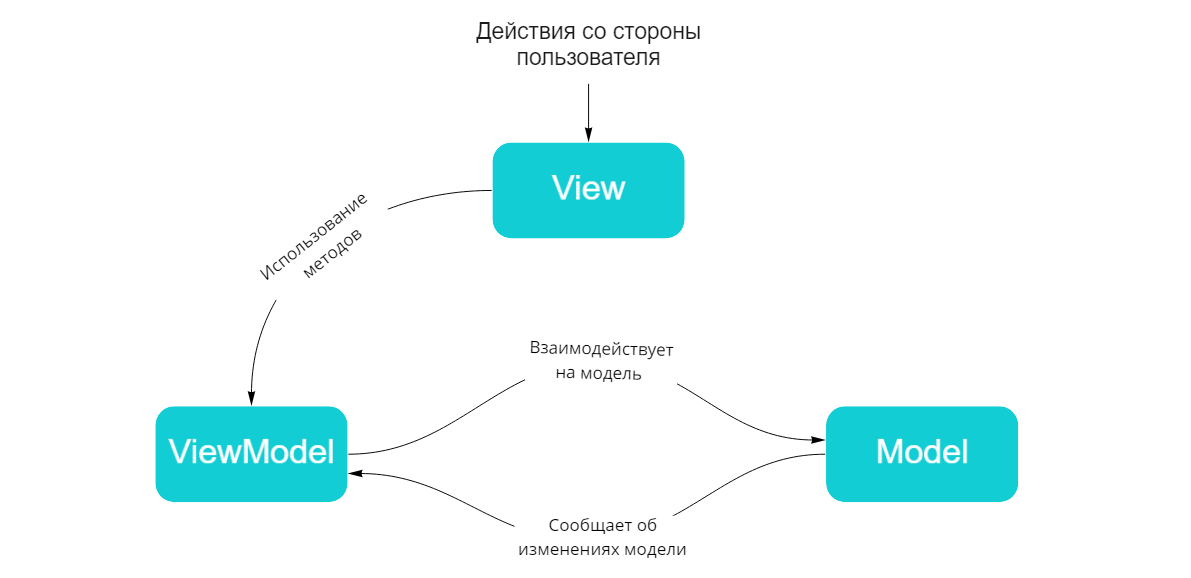 Действия со стороны
пользователя
View
Использование
методов
Взаимодействует
на модель
ViewModel
Model
Сообщает об
изменениях модели